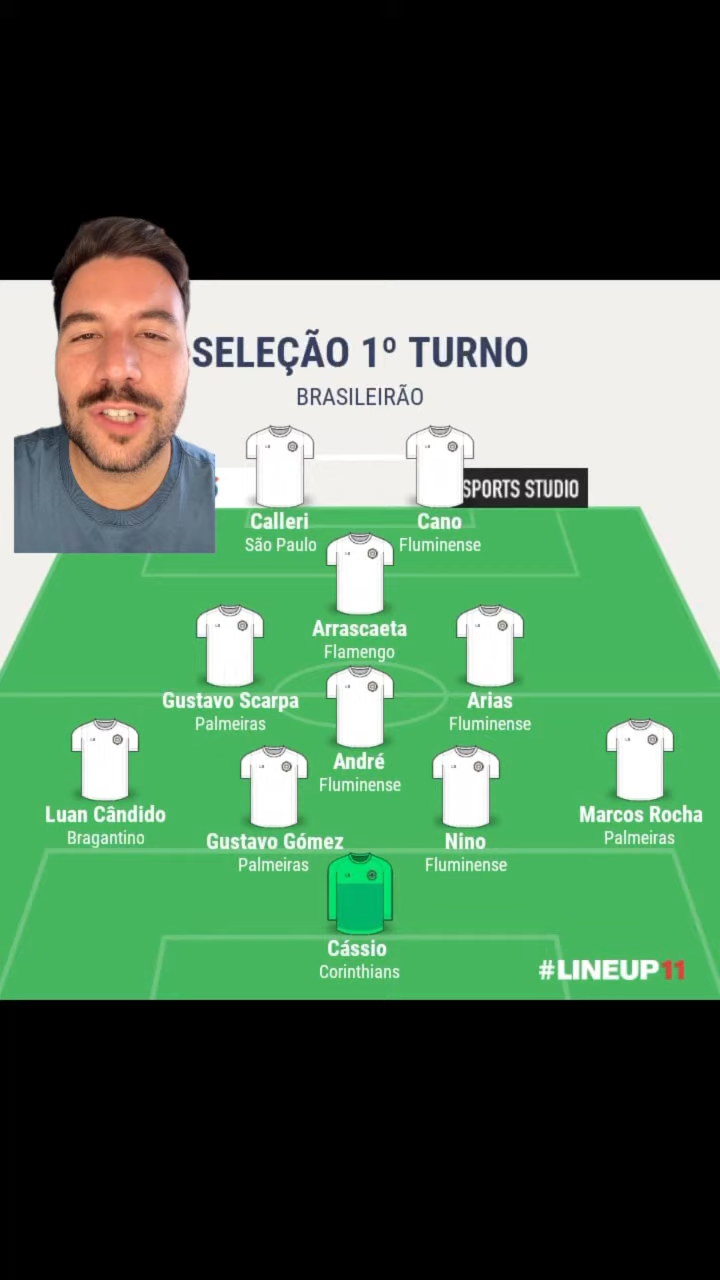 SELEÇÃO 1º TURNO
BRASILEIRÃO
SPORTS STUDIO
Calleri
São Paulo
Cano
Fluminense
Arrascaeta
Flamengo
Gustavo Scarpa
Palmeiras
Arias
Fluminense
André
Fluminense
Luan Cândido
Bragantino
Marcos Rocha
Palmeiras
Gustavo Gómez
Palmeiras
Nino
Fluminense
Cássio
Corinthians
#LINEUP11